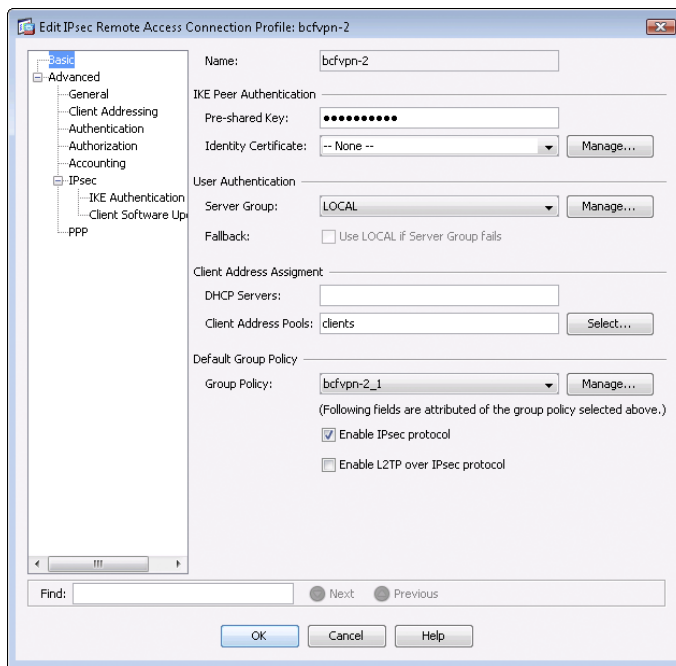 Edit IPsec Remote Access Connection Profile: bcfvpn-2
Basic
Advanced
General
Client Addressing
Authentication
Authorization
Accounting
IPsec
IKE Authentication
Client Software Up
PPP
Name: bcfvpn-2
IKE Peer Authentication
Pre-shared Key: ●●●●●●●●●●
Identity Certificate: -- None -- Manage...
User Authentication
Server Group: LOCAL Manage...
Fallback: Use LOCAL if Server Group fails
Client Address Assigment
DHCP Servers:
Client Address Pools: clients Select...
Default Group Policy
Group Policy: bcfvpn-2_1 Manage...
(Following fields are attributed of the group policy selected above.)
Enable IPsec protocol
Enable L2TP over IPsec protocol
Find: Next Previous
OK Cancel Help